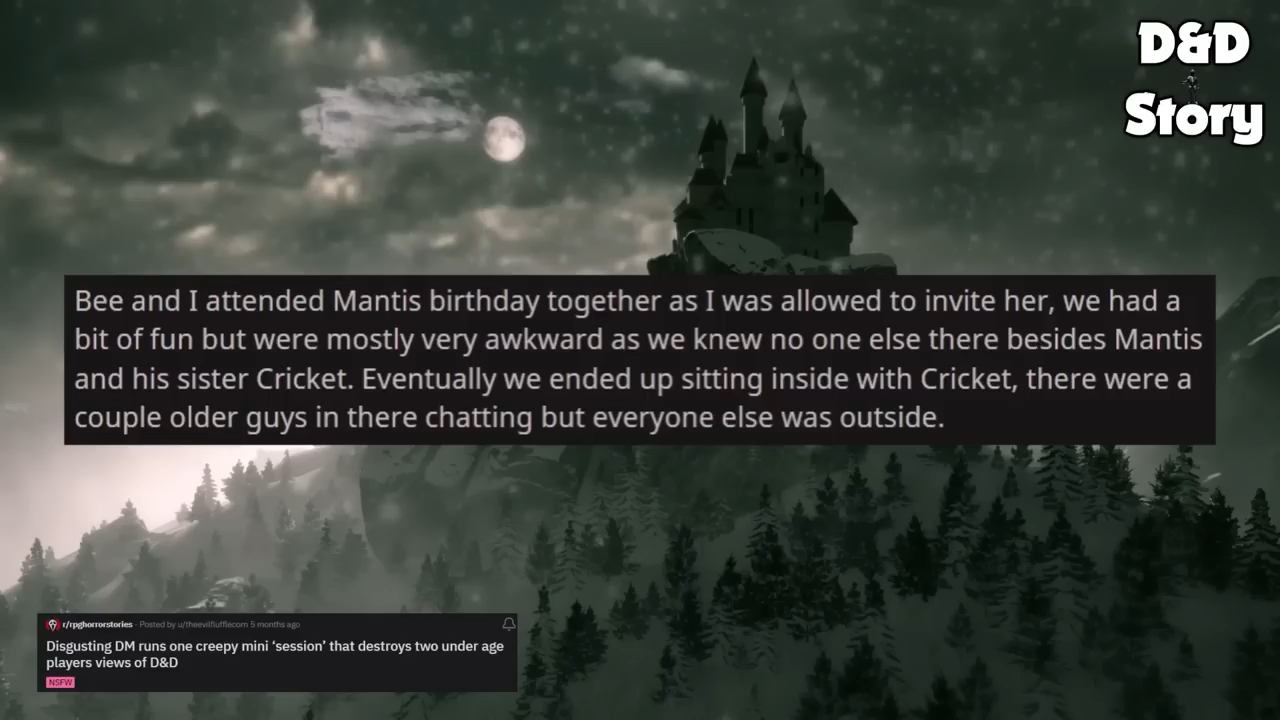 D&D
Story
Bee and I attended Mantis birthday together as I was allowed to invite her, we had a
bit of fun but were mostly very awkward as we knew no one else there besides Mantis
and his sister Cricket. Eventually we ended up sitting inside with Cricket, there were a
couple older guys in there chatting but everyone else was outside.
r/rpghorrorstories · Posted by u/theevilfluffiecom 5 months ago
Disgusting DM runs one creepy mini ‘session’ that destroys two under age
players views of D&D
NSFW